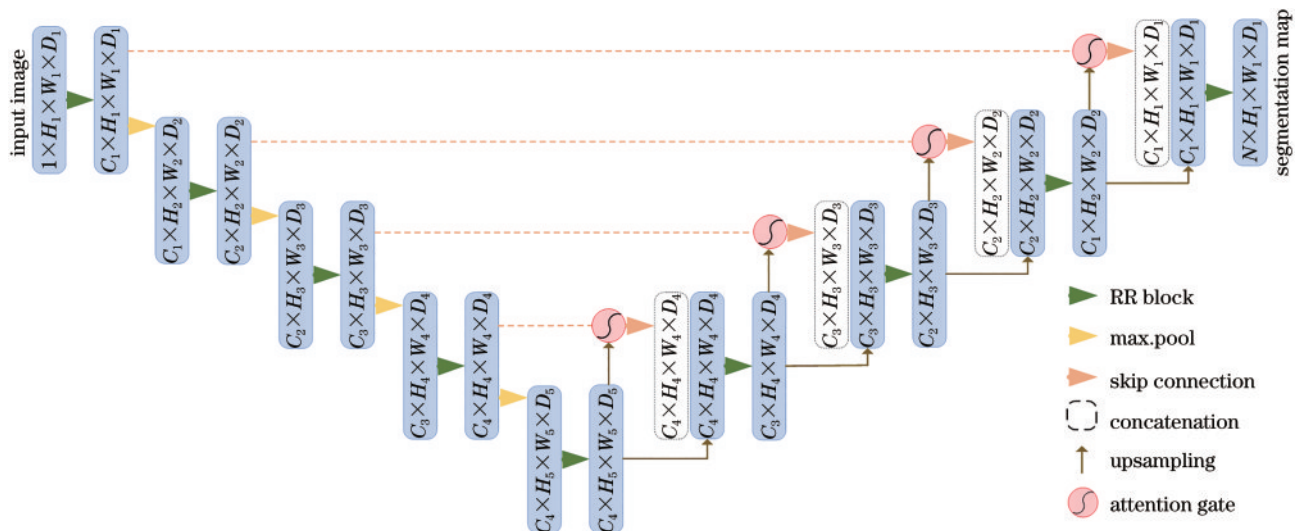 input image
1×H₁×W₁×D₁
C₁×H₁×W₁×D₁
C₁×H₂×W₂×D₂
C₂×H₂×W₂×D₂
C₂×H₃×W₃×D₃
C₃×H₃×W₃×D₃
C₃×H₄×W₄×D₄
C₄×H₄×W₄×D₄
C₄×H₅×W₅×D₅
C₄×H₅×W₅×D₅
C₄×H₄×W₄×D₄
C₄×H₄×W₄×D₄
C₃×H₄×W₄×D₄
C₃×H₃×W₃×D₃
C₃×H₃×W₃×D₃
C₂×H₃×W₃×D₃
C₂×H₂×W₂×D₂
C₂×H₂×W₂×D₂
C₁×H₂×W₂×D₂
C₁×H₁×W₁×D₁
C₁×H₁×W₁×D₁
N×H₁×W₁×D₁
segmentation map
RR block
max.pool
skip connection
concatenation
upsampling
attention gate